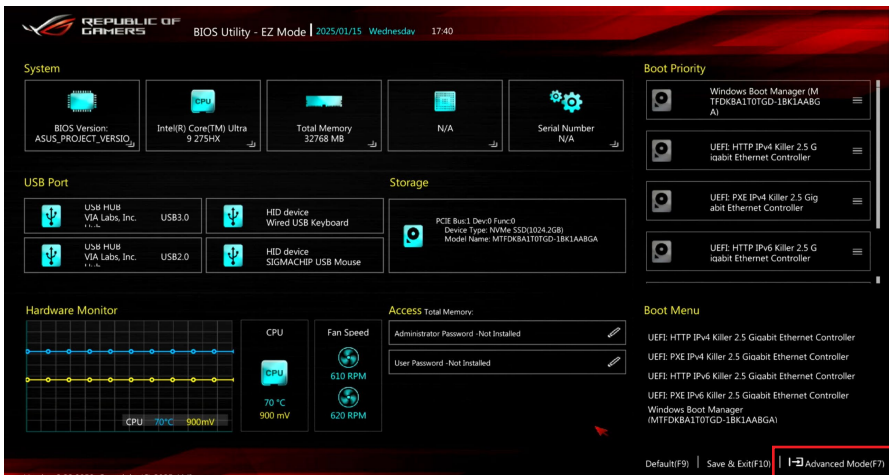 REPUBLIC OF
GAMERS
BIOS Utility - EZ Mode 2025/01/15 Wednesday 17:40
System
BIOS Version:
ASUS_PROJECT_VERSIO
CPU
Intel(R) Core(TM) Ultra
9 275HX
Total Memory
32768 MB
N/A
Serial Number
N/A
USB Port
USB HUB
VIA Labs, Inc.
USB3.0
HID device
Wired USB Keyboard
USB HUB
VIA Labs, Inc.
USB2.0
HID device
SIGMACHIP USB Mouse
Storage
PCIE Bus:1 Dev:0 Func:0
Device Type: NVMe SSD(1024.2GB)
Model Name: MTFDKBA1T0TGD-1BK1AABGA
Hardware Monitor
CPU 70°C 900mV
CPU
CPU
70 °C
900 mV
Fan Speed
610 RPM
620 RPM
Access Total Memory:
Administrator Password -Not Installed
User Password -Not Installed
Boot Priority
Windows Boot Manager (M
TFDKBA1T0TGD-1BK1AABG
A)
UEFI: HTTP IPv4 Killer 2.5 G
igabit Ethernet Controller
UEFI: PXE IPv4 Killer 2.5 Gig
abit Ethernet Controller
UEFI: HTTP IPv6 Killer 2.5 G
igabit Ethernet Controller
Boot Menu
UEFI: HTTP IPv4 Killer 2.5 Gigabit Ethernet Controller
UEFI: PXE IPv4 Killer 2.5 Gigabit Ethernet Controller
UEFI: HTTP IPv6 Killer 2.5 Gigabit Ethernet Controller
UEFI: PXE IPv6 Killer 2.5 Gigabit Ethernet Controller
Windows Boot Manager
(MTFDKBA1T0TGD-1BK1AABGA)
Default(F9) Save & Exit(F10) Advanced Mode(F7)